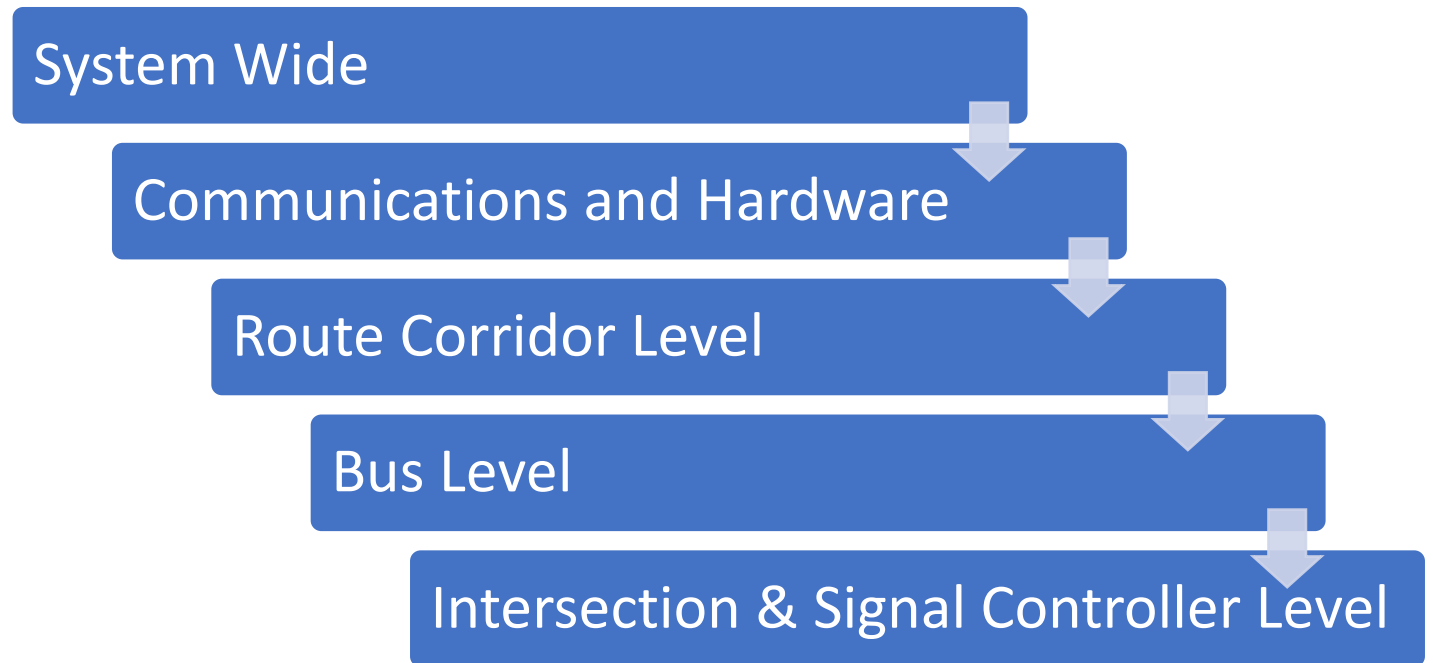 System Wide
Communications and Hardware
Route Corridor Level
Bus Level
Intersection & Signal Controller Level